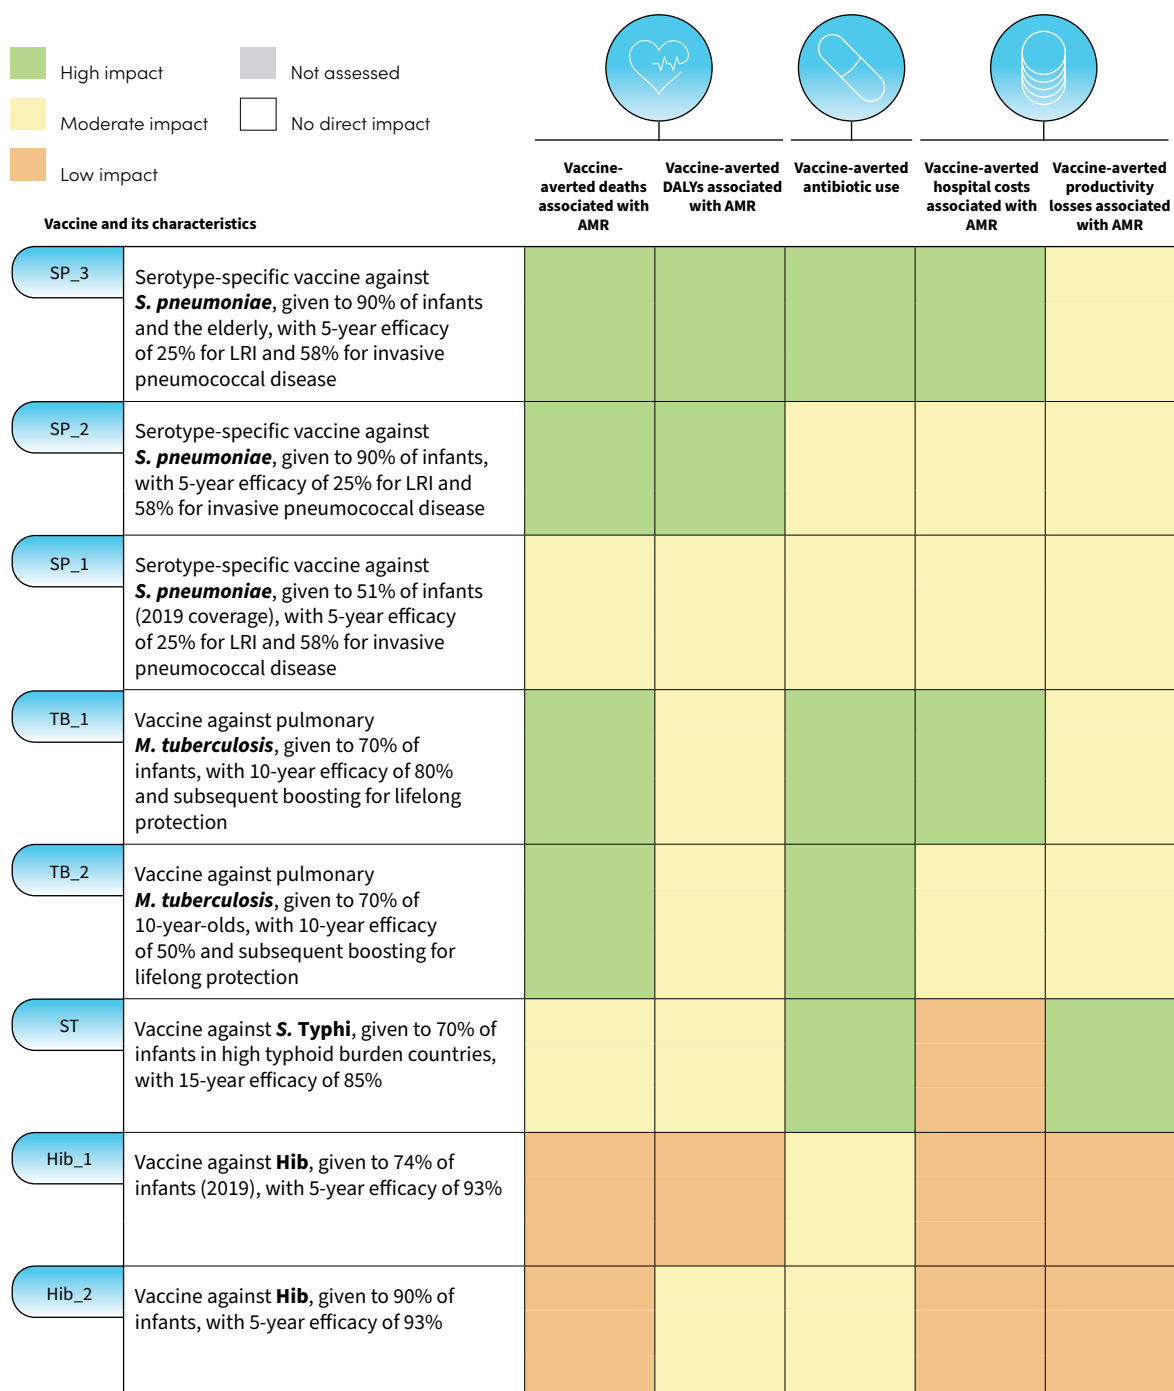 High impact
Not assessed
Moderate impact
No direct impact
Low impact
Vaccine and its characteristics
Vaccine-
averted deaths
associated with
AMR
Vaccine-averted
DALYs associated
with AMR
Vaccine-averted
antibiotic use
Vaccine-averted
hospital costs
associated with
AMR
Vaccine-averted
productivity
losses associated
with AMR
SP_3
Serotype-specific vaccine against
S. pneumoniae, given to 90% of infants
and the elderly, with 5-year efficacy
of 25% for LRI and 58% for invasive
pneumococcal disease
SP_2
Serotype-specific vaccine against
S. pneumoniae, given to 90% of infants,
with 5-year efficacy of 25% for LRI and
58% for invasive pneumococcal disease
SP_1
Serotype-specific vaccine against
S. pneumoniae, given to 51% of infants
(2019 coverage), with 5-year efficacy
of 25% for LRI and 58% for invasive
pneumococcal disease
TB_1
Vaccine against pulmonary
M. tuberculosis, given to 70% of
infants, with 10-year efficacy of 80%
and subsequent boosting for lifelong
protection
TB_2
Vaccine against pulmonary
M. tuberculosis, given to 70% of
10-year-olds, with 10-year efficacy
of 50% and subsequent boosting for
lifelong protection
ST
Vaccine against S. Typhi, given to 70% of
infants in high typhoid burden countries,
with 15-year efficacy of 85%
Hib_1
Vaccine against Hib, given to 74% of
infants (2019), with 5-year efficacy of 93%
Hib_2
Vaccine against Hib, given to 90% of
infants, with 5-year efficacy of 93%